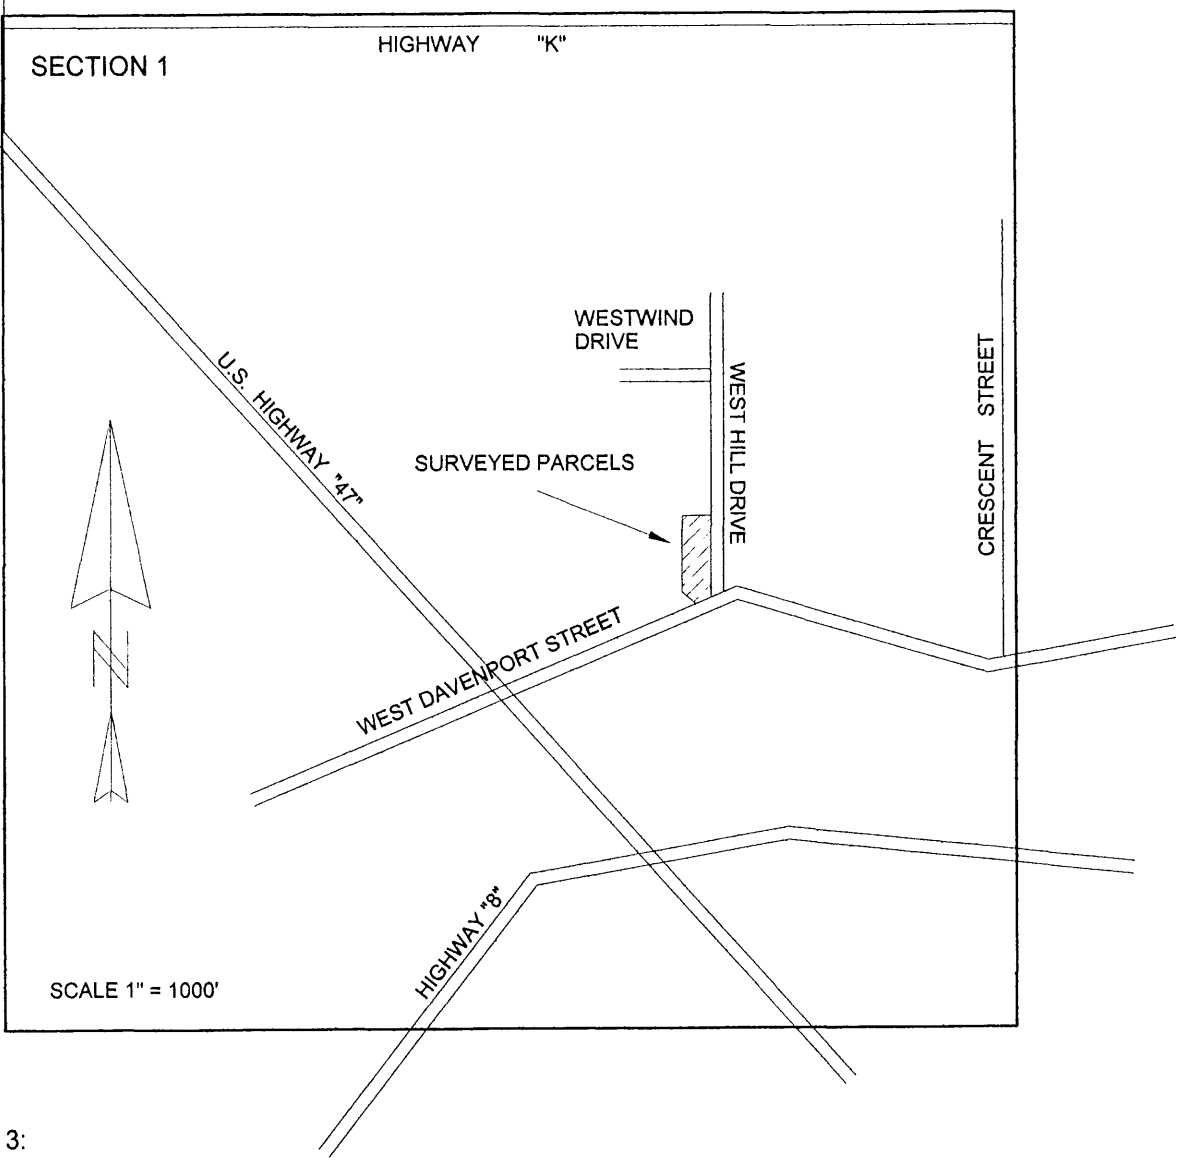 HIGHWAY "K"
SECTION 1
WESTWIND
DRIVE
U.S. HIGHWAY "47"
WEST HILL DRIVE
CRESCENT STREET
SURVEYED PARCELS
WEST DAVENPORT STREET
N
HIGHWAY "8"
SCALE 1" = 1000'
3: